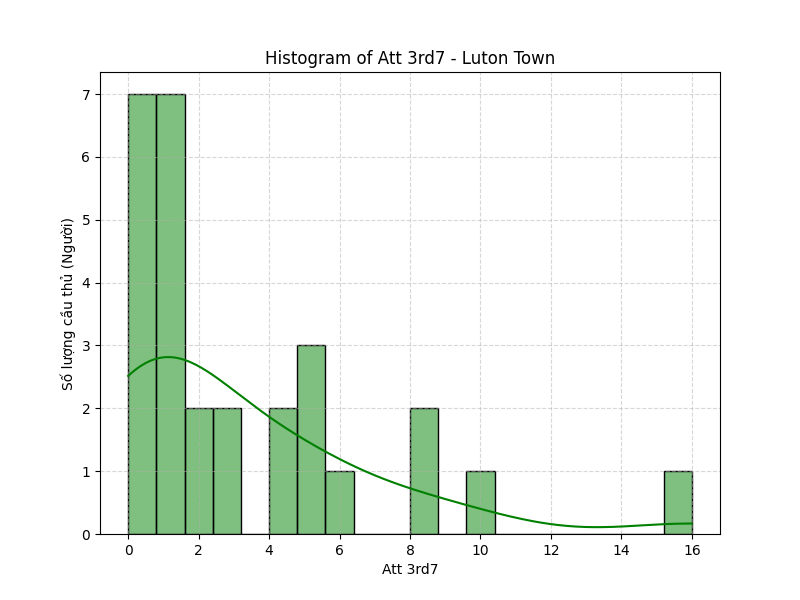 Histogram of Att 3rd7 - Luton Town
Số lượng cầu thủ (Người)
7
6
5
4
3
2
1
0
0 2 4 6 8 10 12 14 16
Att 3rd7